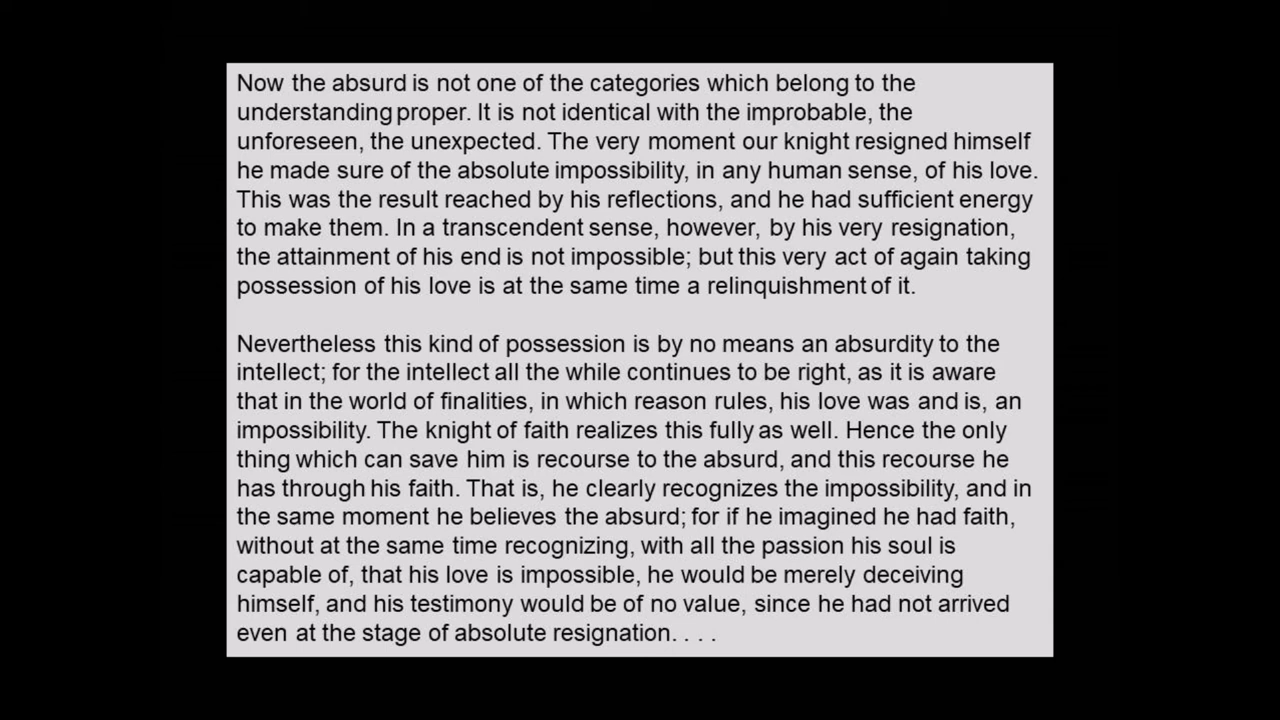 Now the absurd is not one of the categories which belong to the
understanding proper. It is not identical with the improbable, the
unforeseen, the unexpected. The very moment our knight resigned himself
he made sure of the absolute impossibility, in any human sense, of his love.
This was the result reached by his reflections, and he had sufficient energy
to make them. In a transcendent sense, however, by his very resignation,
the attainment of his end is not impossible; but this very act of again taking
possession of his love is at the same time a relinquishment of it.
Nevertheless this kind of possession is by no means an absurdity to the
intellect; for the intellect all the while continues to be right, as it is aware
that in the world of finalities, in which reason rules, his love was and is, an
impossibility. The knight of faith realizes this fully as well. Hence the only
thing which can save him is recourse to the absurd, and this recourse he
has through his faith. That is, he clearly recognizes the impossibility, and in
the same moment he believes the absurd; for if he imagined he had faith,
without at the same time recognizing, with all the passion his soul is
capable of, that his love is impossible, he would be merely deceiving
himself, and his testimony would be of no value, since he had not arrived
even at the stage of absolute resignation. . . .